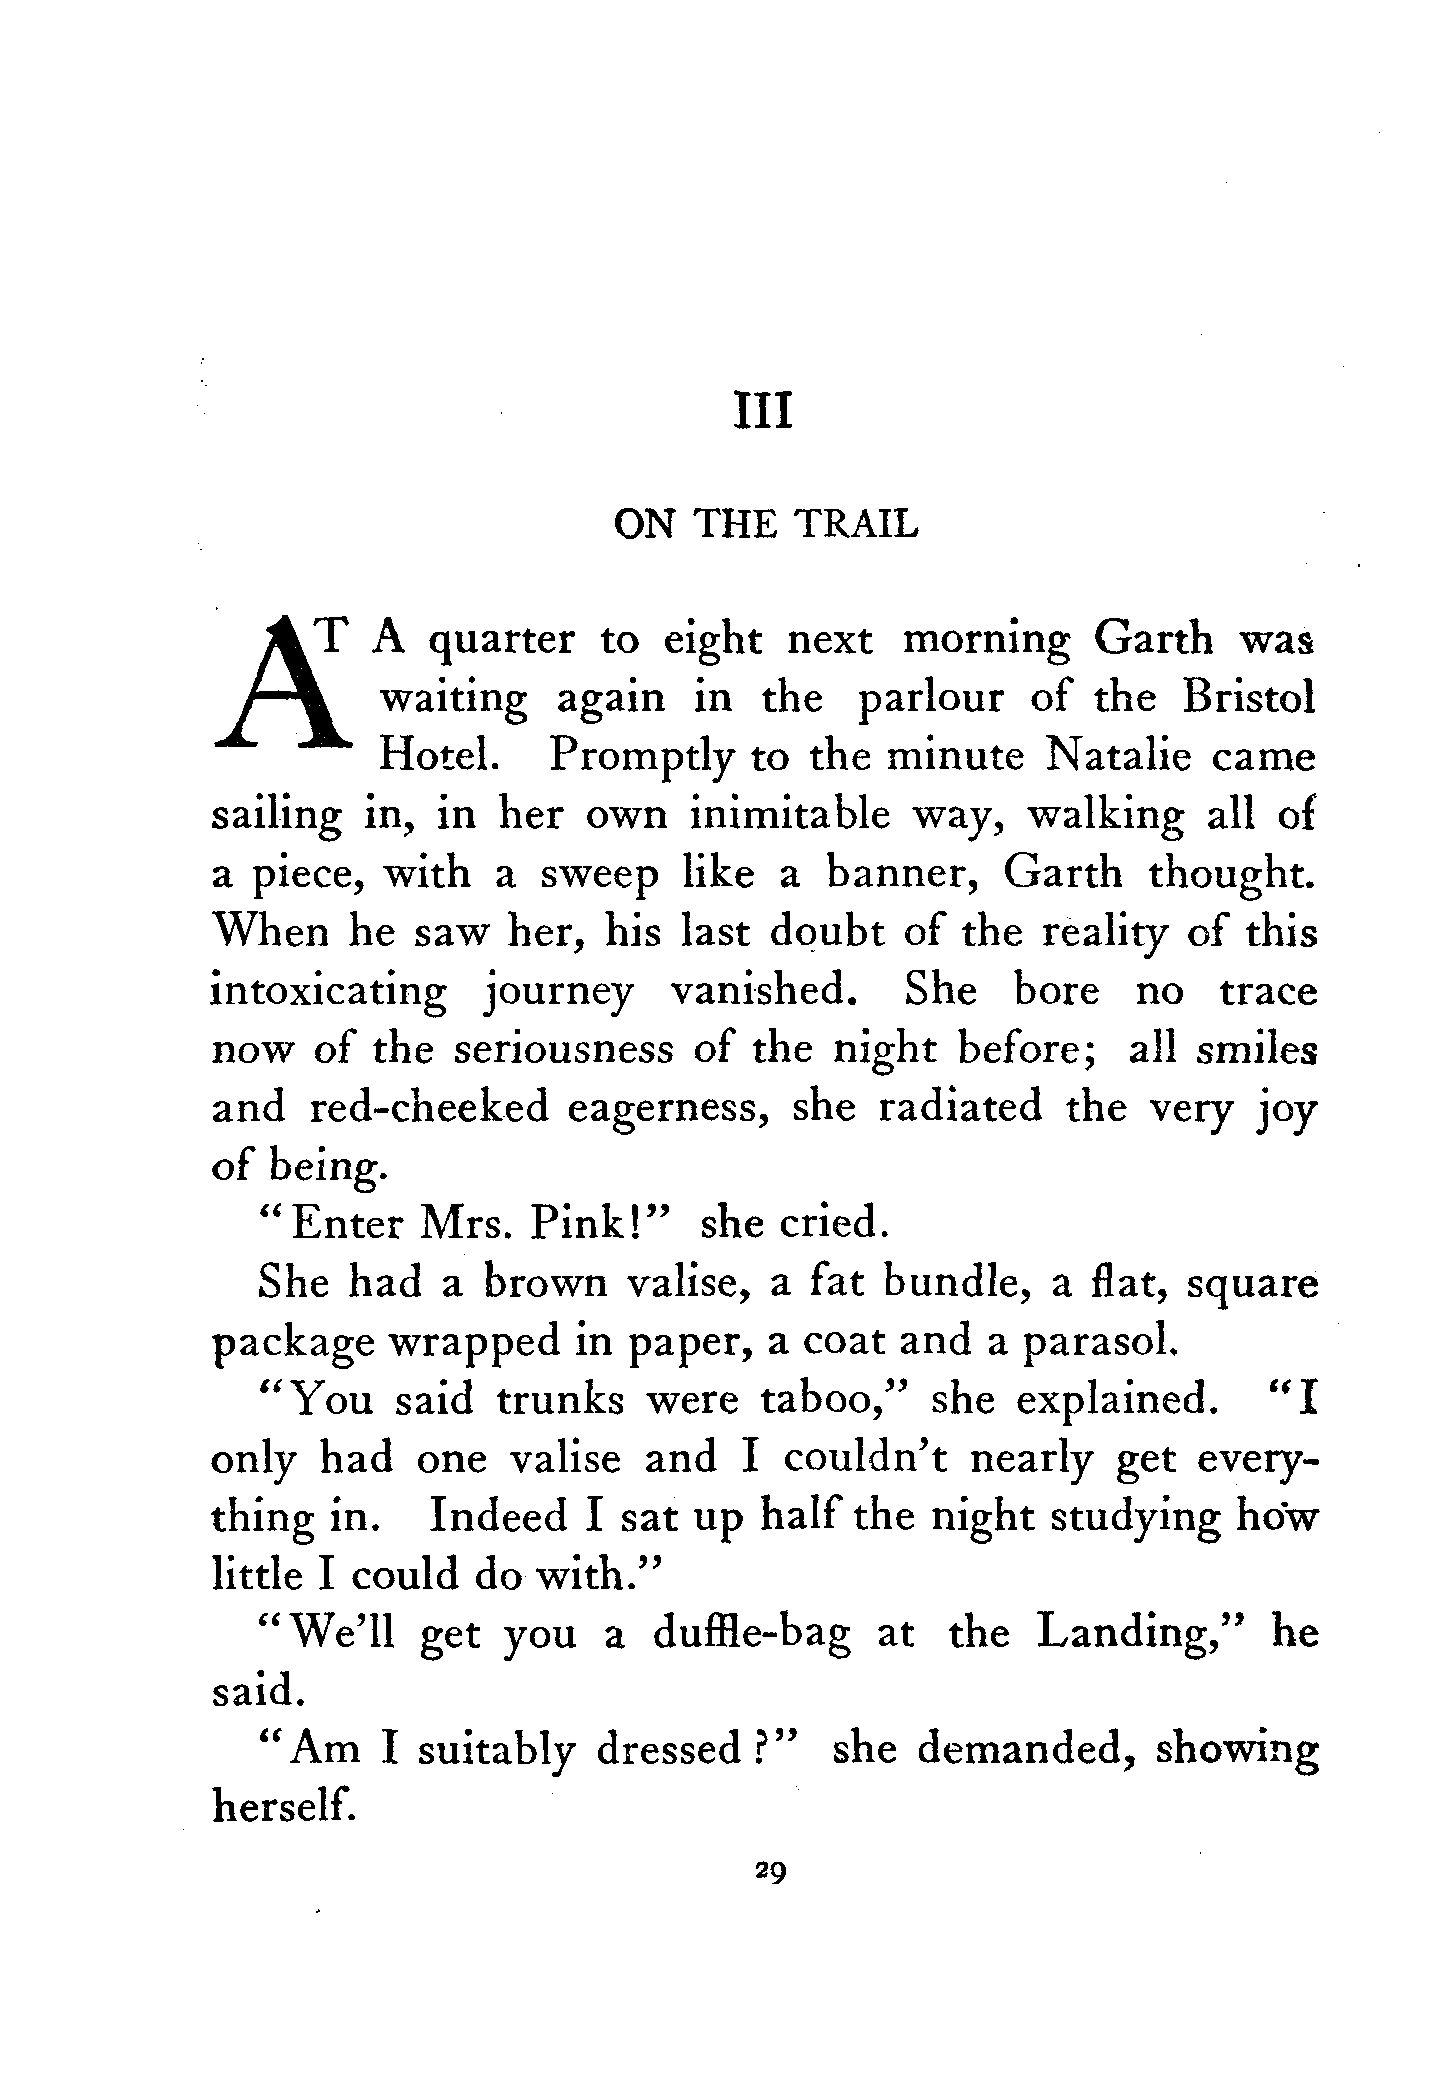 III
ON THE TRAIL
AT A quarter to eight next morning Garth was
waiting again in the parlour of the Bristol
Hotel. Promptly to the minute Natalie came
sailing in, in her own inimitable way, walking all of
a piece, with a sweep like a banner, Garth thought.
When he saw her, his last doubt of the reality of this
intoxicating journey vanished. She bore no trace
now of the seriousness of the night before; all smiles
and red-cheeked eagerness, she radiated the very joy
of being.
"Enter Mrs. Pink!" she cried.
She had a brown valise, a fat bundle, a flat, square
package wrapped in paper, a coat and a parasol.
"You said trunks were taboo," she explained. "I
only had one valise and I couldn't nearly get every-
thing in. Indeed I sat up half the night studying how
little I could do with."
"We'll get you a duffle-bag at the Landing," he
said.
"Am I suitably dressed?" she demanded, showing
herself.
29